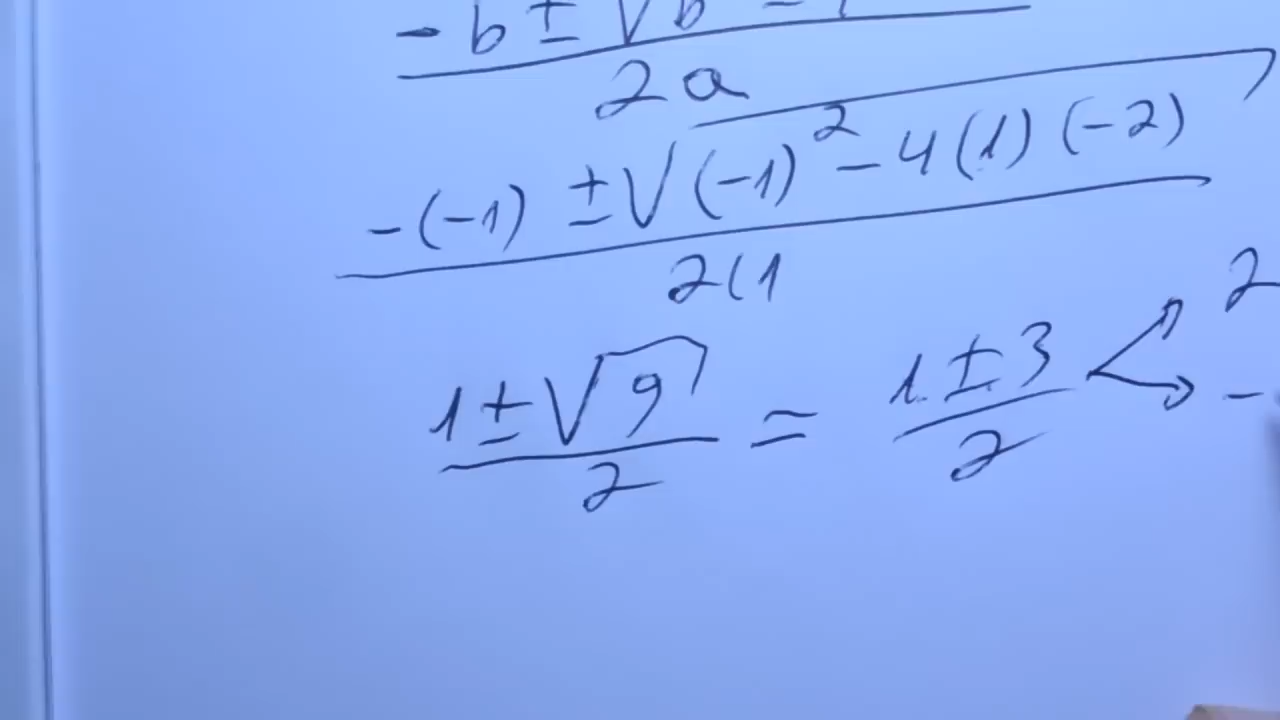 -b ± √b -
2a
-(-1) ± √(-1)² - 4(1)(-2)
2(1
1 ± √9 = 1 ± 3 2
2 2 -